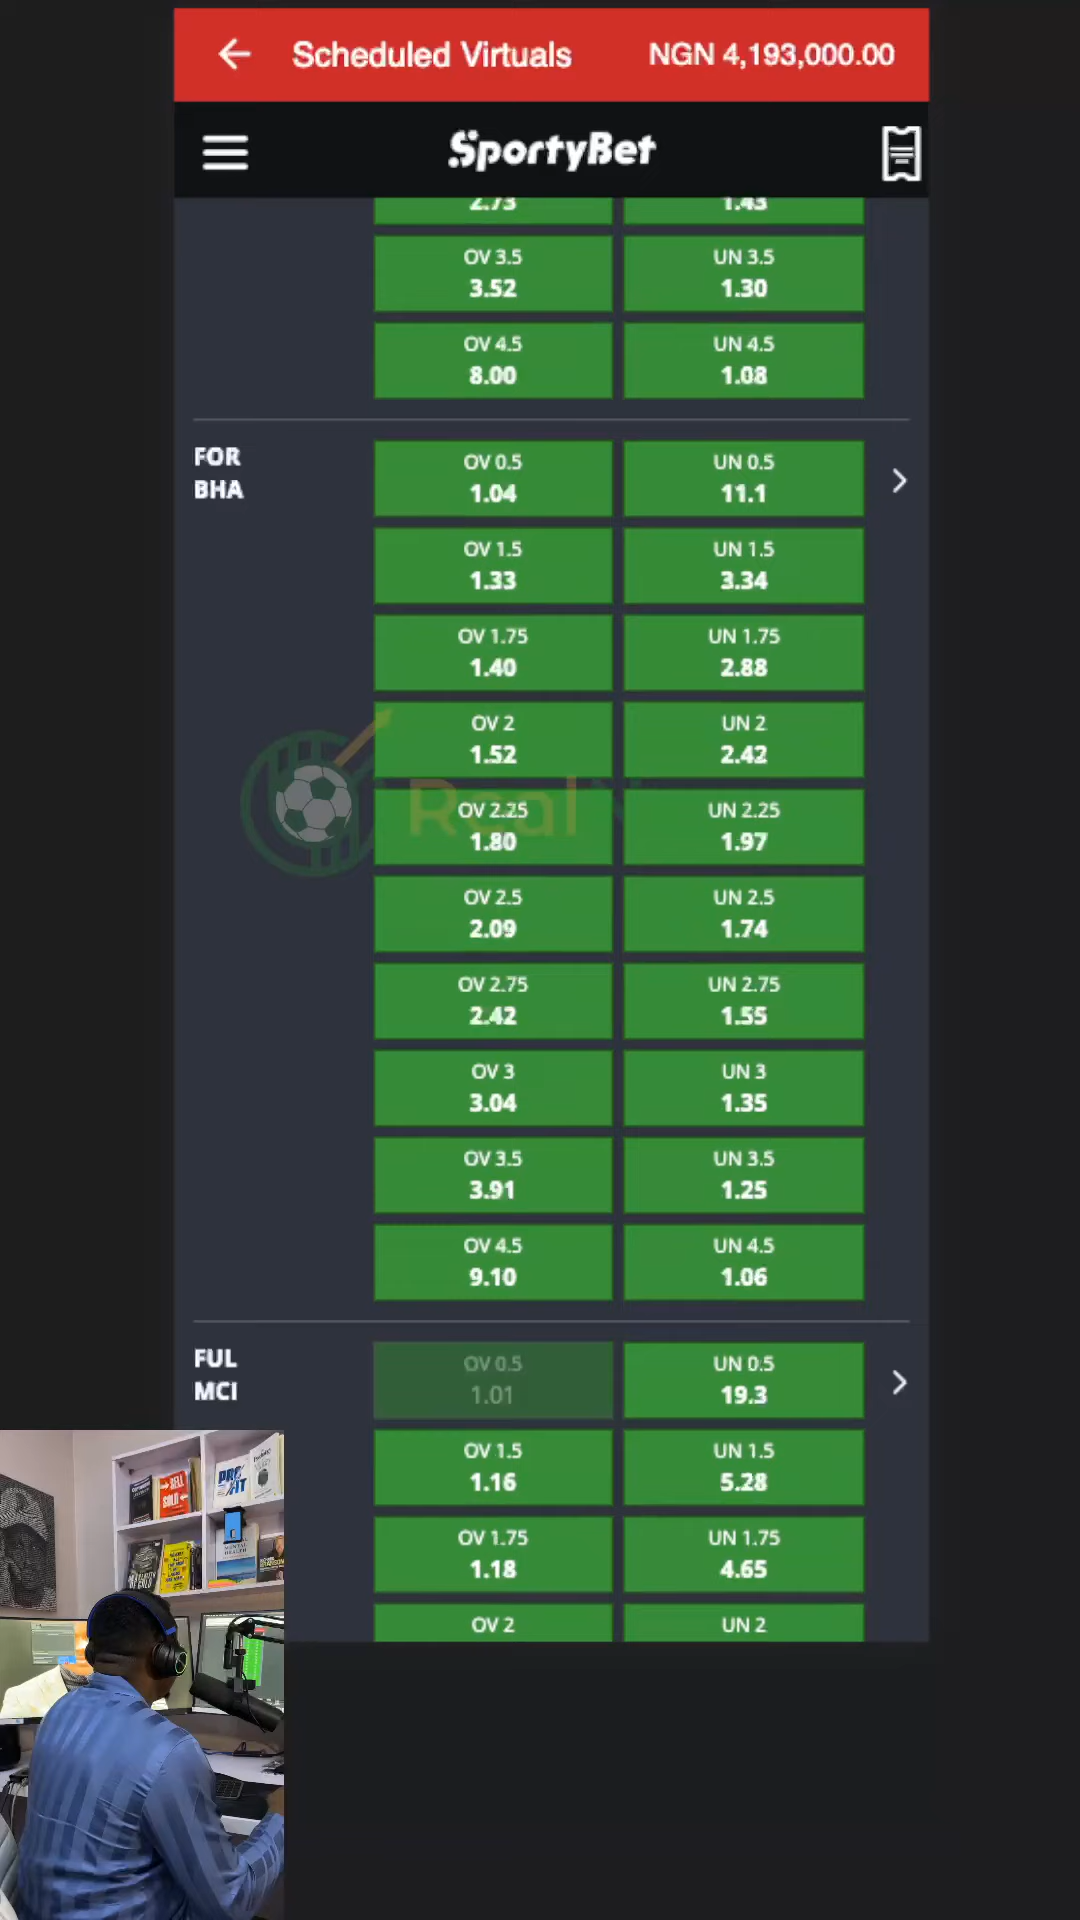 Scheduled Virtuals NGN 4,193,000.00
SportyBet
2.73 1.43
OV 3.5 UN 3.5
3.52 1.30
OV 4.5 UN 4.5
8.00 1.08
FOR
BHA
OV 0.5 UN 0.5
1.04 11.1
OV 1.5 UN 1.5
1.33 3.34
OV 1.75 UN 1.75
1.40 2.88
OV 2 UN 2
1.52 2.42
Real
OV 2.25 UN 2.25
1.80 1.97
OV 2.5 UN 2.5
2.09 1.74
OV 2.75 UN 2.75
2.42 1.55
OV 3 UN 3
3.04 1.35
OV 3.5 UN 3.5
3.91 1.25
OV 4.5 UN 4.5
9.10 1.06
FUL
MCI
OV 0.5 UN 0.5
1.01 19.3
OV 1.5 UN 1.5
1.16 5.28
OV 1.75 UN 1.75
1.18 4.65
OV 2 UN 2
SELL
SOLD